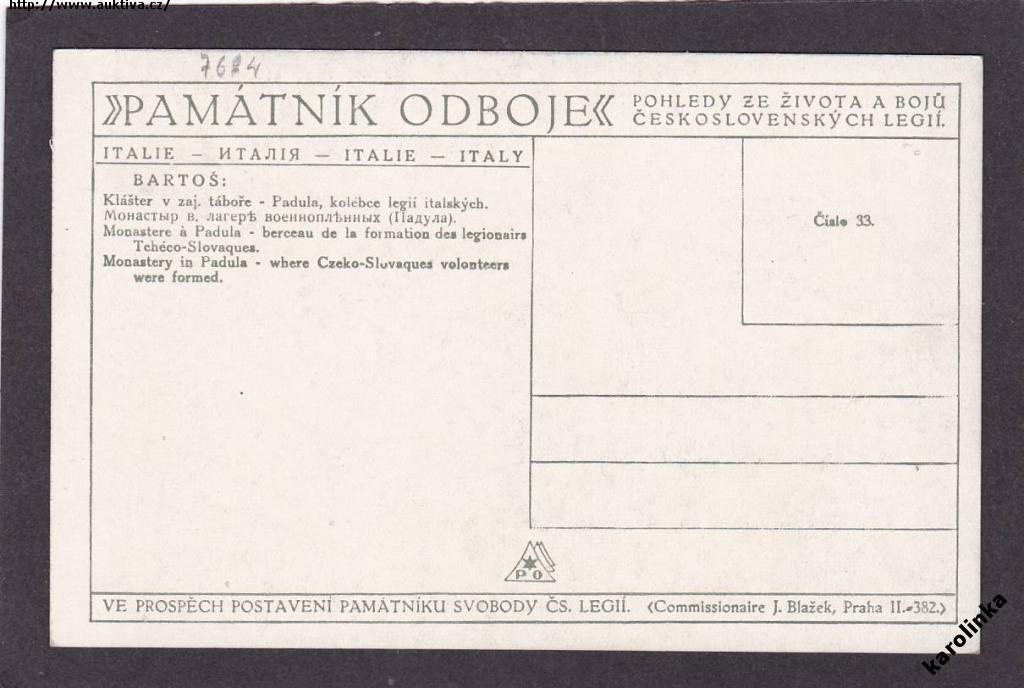 http://www.auktiva.cz/
7674
»PAMÁTNÍK ODBOJE«
POHLEDY ZE ŽIVOTA A BOJŮ
ČESKOSLOVENSKÝCH LEGIÍ.
ITALIE – ИТАЛІЯ – ITALIE – ITALY
BARTOŠ:
Klášter v zaj. táboře - Padula, kolébce legií italských.
Монастыр в. лагерѣ военноплѣнных (Падула).
Monastere à Padula - berceau de la formation des legionairs
Tchéco-Slovaques.
Monastery in Padula - where Czeko-Slovaques volonteers
were formed.
Číslo 33.
PO
VE PROSPĚCH POSTAVENÍ PAMÁTNÍKU SVOBODY ČS. LEGIÍ. (Commissionaire J. Blažek, Praha II.-382.)
karolinka